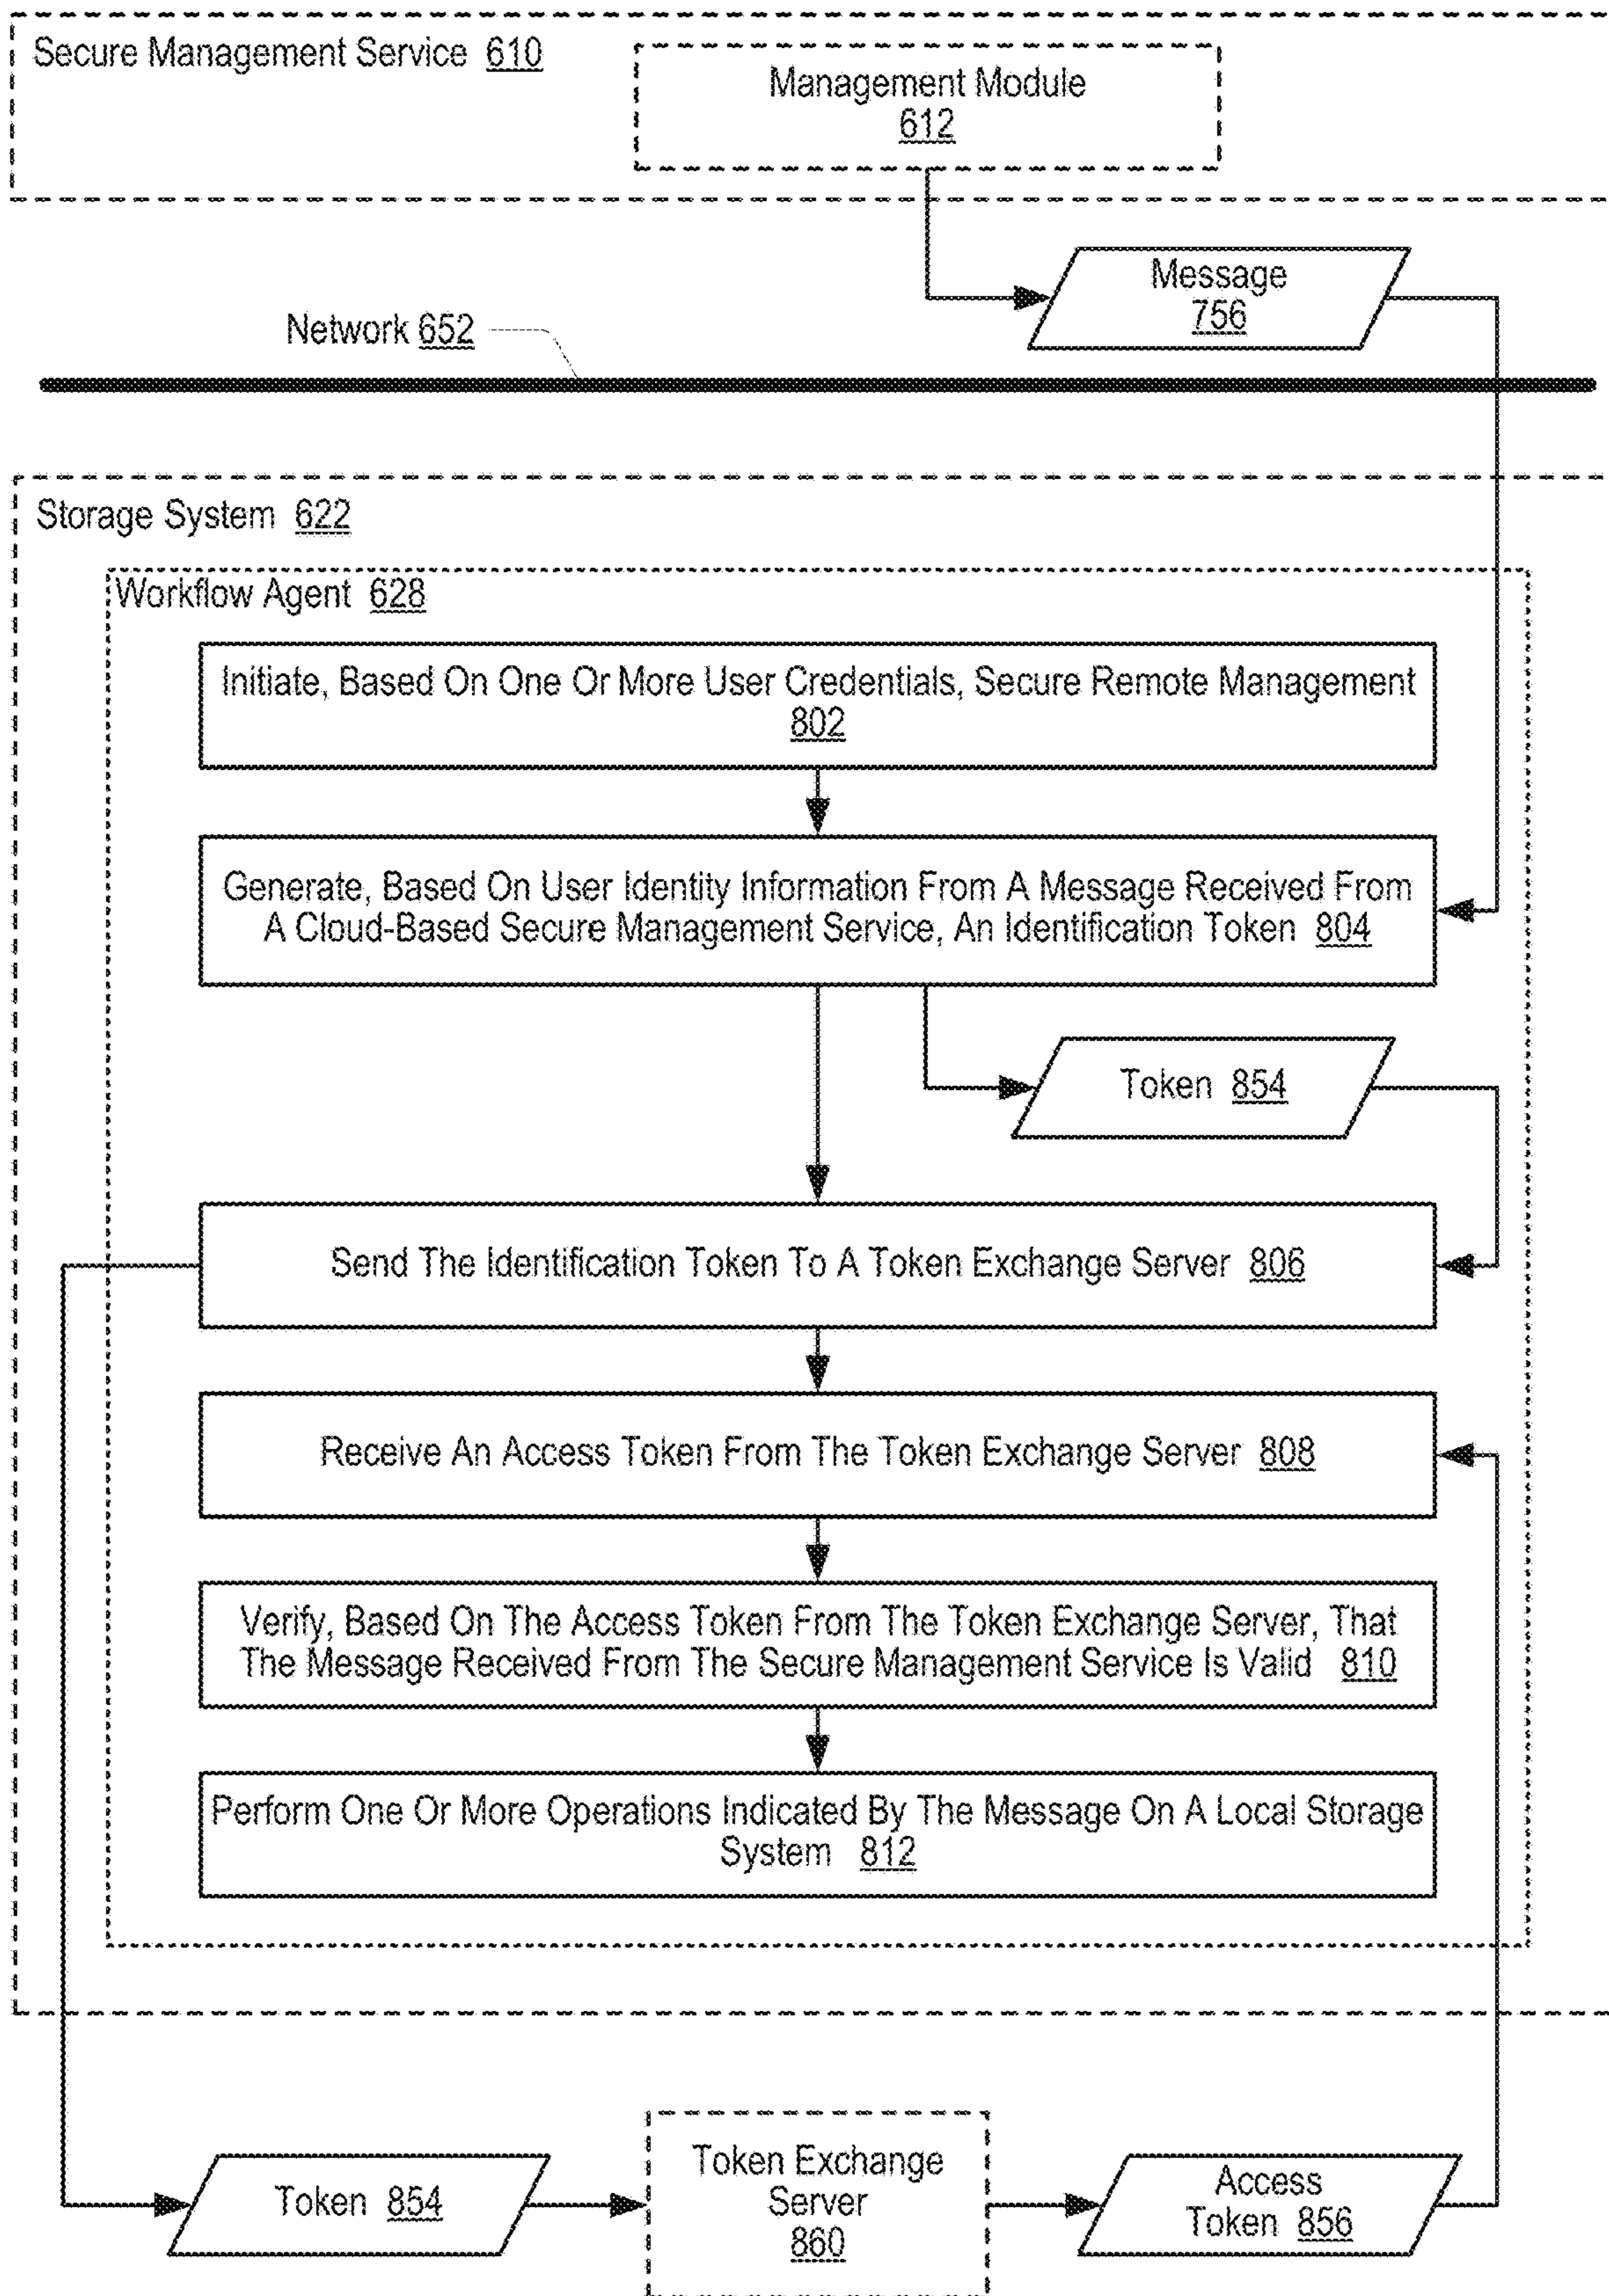 Secure Management Service 610
Management Module
612
Message
756
Network 652
Storage System 622
Workflow Agent 628
Initiate, Based On One Or More User Credentials, Secure Remote Management
802
Generate, Based On User Identity Information From A Message Received From
A Cloud-Based Secure Management Service, An Identification Token 804
Token 854
Send The Identification Token To A Token Exchange Server 806
Receive An Access Token From The Token Exchange Server 808
Verify, Based On The Access Token From The Token Exchange Server, That
The Message Received From The Secure Management Service Is Valid 810
Perform One Or More Operations Indicated By The Message On A Local Storage
System 812
Token 854
Token Exchange
Server
860
Access
Token 856